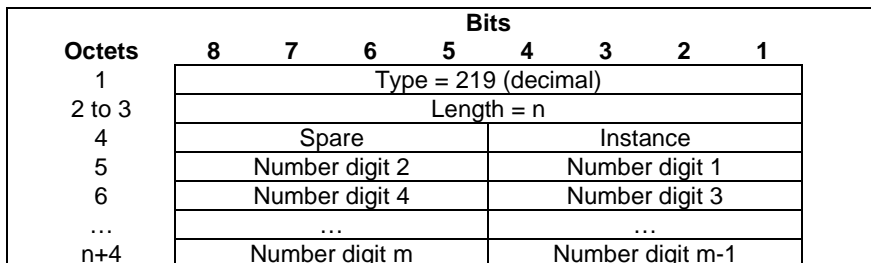 Bits
Octets 8 7 6 5 4 3 2 1
1 Type = 219 (decimal)
2 to 3 Length = n
4 Spare Instance
5 Number digit 2 Number digit 1
6 Number digit 4 Number digit 3
… … …
n+4 Number digit m Number digit m-1